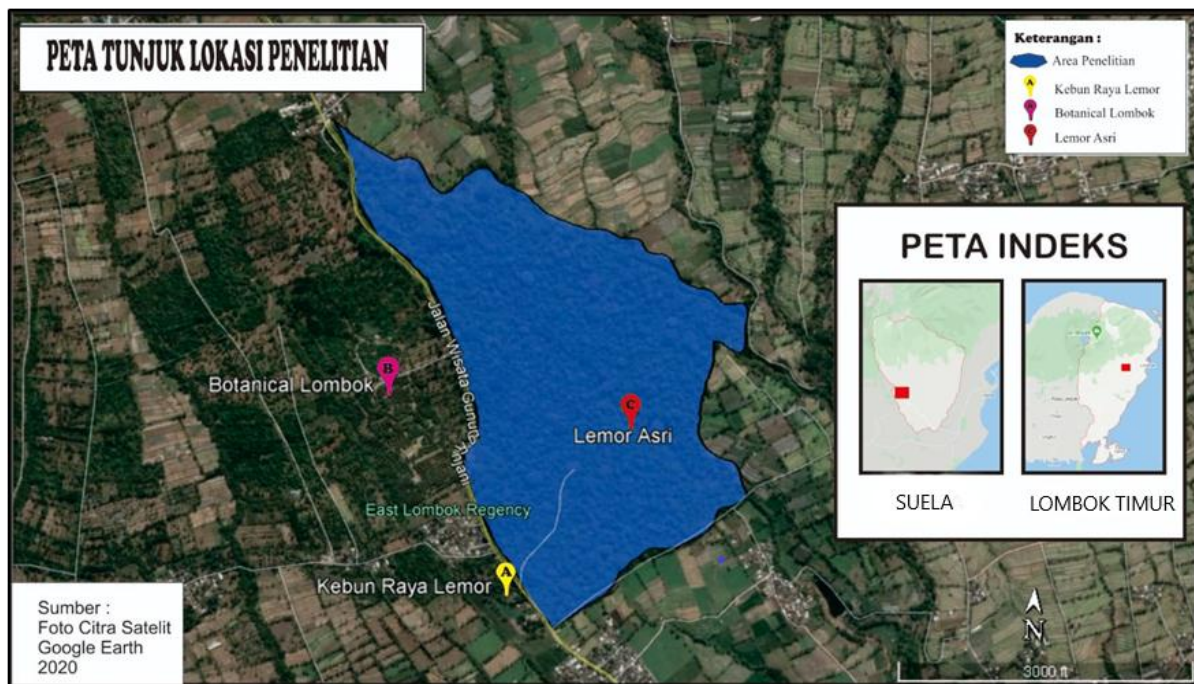 PETA TUNJUK LOKASI PENELITIAN
Keterangan :
Area Penelitian
A
Kebun Raya Lemor
B
Botanical Lombok
C
Lemor Asri
PETA INDEKS
SUELA
LOMBOK TIMUR
Jalan Wisata Gunung Rinjani
B
Botanical Lombok
C
Lemor Asri
East Lombok Regency
A
Kebun Raya Lemor
Sumber :
Foto Citra Satelit
Google Earth
2020
N
3000 ft